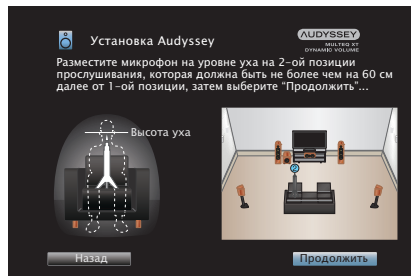 Установка Audyssey
AUDYSSEY
MULTEQ XT
DYNAMIC VOLUME
Разместите микрофон на уровне уха на 2-ой позиции
прослушивания, которая должна быть не более чем на 60 см
далее от 1-ой позиции, затем выберите “Продолжить”...
Высота уха
2
Назад
Продолжить